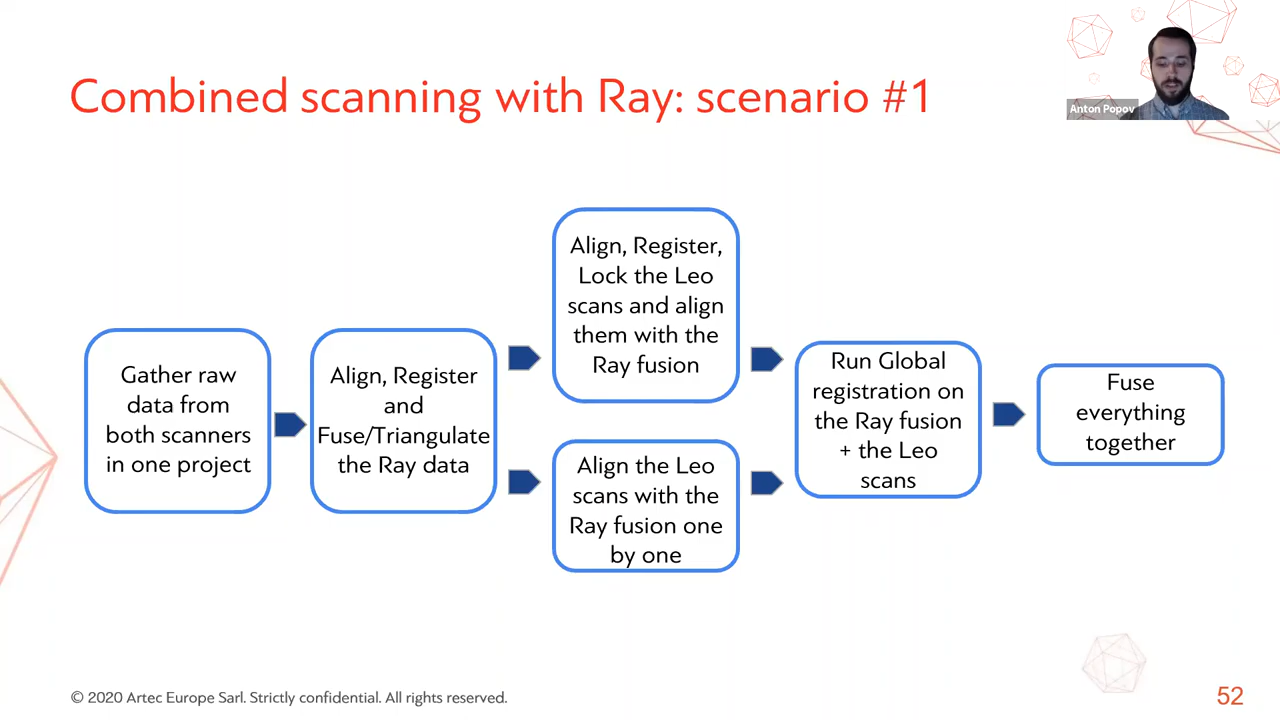 Combined scanning with Ray: scenario #1
Anton Popov
Gather raw
data from
both scanners
in one project
Align, Register
and
Fuse/Triangulate
the Ray data
Align, Register,
Lock the Leo
scans and align
them with the
Ray fusion
Align the Leo
scans with the
Ray fusion one
by one
Run Global
registration on
the Ray fusion
+ the Leo
scans
Fuse
everything
together
© 2020 Artec Europe Sarl. Strictly confidential. All rights reserved.
52